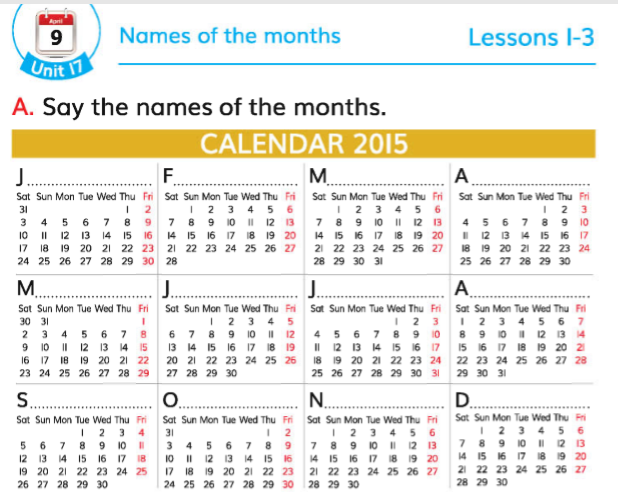 April
9
Unit 17
Names of the months
Lessons 1-3
A. Say the names of the months.
CALENDAR 2015
J....................
Sat Sun Mon Tue Wed Thu Fri
31 1 2
3 4 5 6 7 8 9
10 11 12 13 14 15 16
17 18 19 20 21 22 23
24 25 26 27 28 29 30
F....................
Sat Sun Mon Tue Wed Thu Fri
1 2 3 4 5 6
7 8 9 10 11 12 13
14 15 16 17 18 19 20
21 22 23 24 25 26 27
28
M....................
Sat Sun Mon Tue Wed Thu Fri
1 2 3 4 5 6
7 8 9 10 11 12 13
14 15 16 17 18 19 20
21 22 23 24 25 26 27
28 29 30 31
A....................
Sat Sun Mon Tue Wed Thu Fri
1 2 3
4 5 6 7 8 9 10
11 12 13 14 15 16 17
18 19 20 21 22 23 24
25 26 27 28 29 30
M....................
Sat Sun Mon Tue Wed Thu Fri
30 31 1
2 3 4 5 6 7 8
9 10 11 12 13 14 15
16 17 18 19 20 21 22
23 24 25 26 27 28 29
J....................
Sat Sun Mon Tue Wed Thu Fri
1 2 3 4 5
6 7 8 9 10 11 12
13 14 15 16 17 18 19
20 21 22 23 24 25 26
27 28 29 30
J....................
Sat Sun Mon Tue Wed Thu Fri
1 2 3
4 5 6 7 8 9 10
11 12 13 14 15 16 17
18 19 20 21 22 23 24
25 26 27 28 29 30 31
A....................
Sat Sun Mon Tue Wed Thu Fri
1 2 3 4 5 6 7
8 9 10 11 12 13 14
15 16 17 18 19 20 21
22 23 24 25 26 27 28
29 30 31
S....................
Sat Sun Mon Tue Wed Thu Fri
1 2 3 4
5 6 7 8 9 10 11
12 13 14 15 16 17 18
19 20 21 22 23 24 25
26 27 28 29 30
O....................
Sat Sun Mon Tue Wed Thu Fri
31 1 2
3 4 5 6 7 8 9
10 11 12 13 14 15 16
17 18 19 20 21 22 23
24 25 26 27 28 29 30
N....................
Sat Sun Mon Tue Wed Thu Fri
1 2 3 4 5 6
7 8 9 10 11 12 13
14 15 16 17 18 19 20
21 22 23 24 25 26 27
28 29 30
D....................
Sat Sun Mon Tue Wed Thu Fri
1 2 3 4 5 6
7 8 9 10 11 12 13
14 15 16 17 18 19 20
21 22 23 24 25 26 27
28 29 30